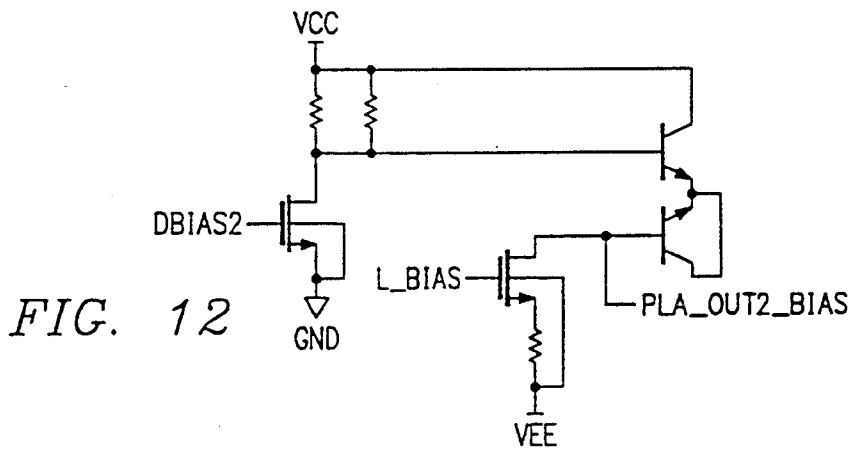 VCC
DBIAS2
L_BIAS
PLA_OUT2_BIAS
FIG. 12
GND
VEE